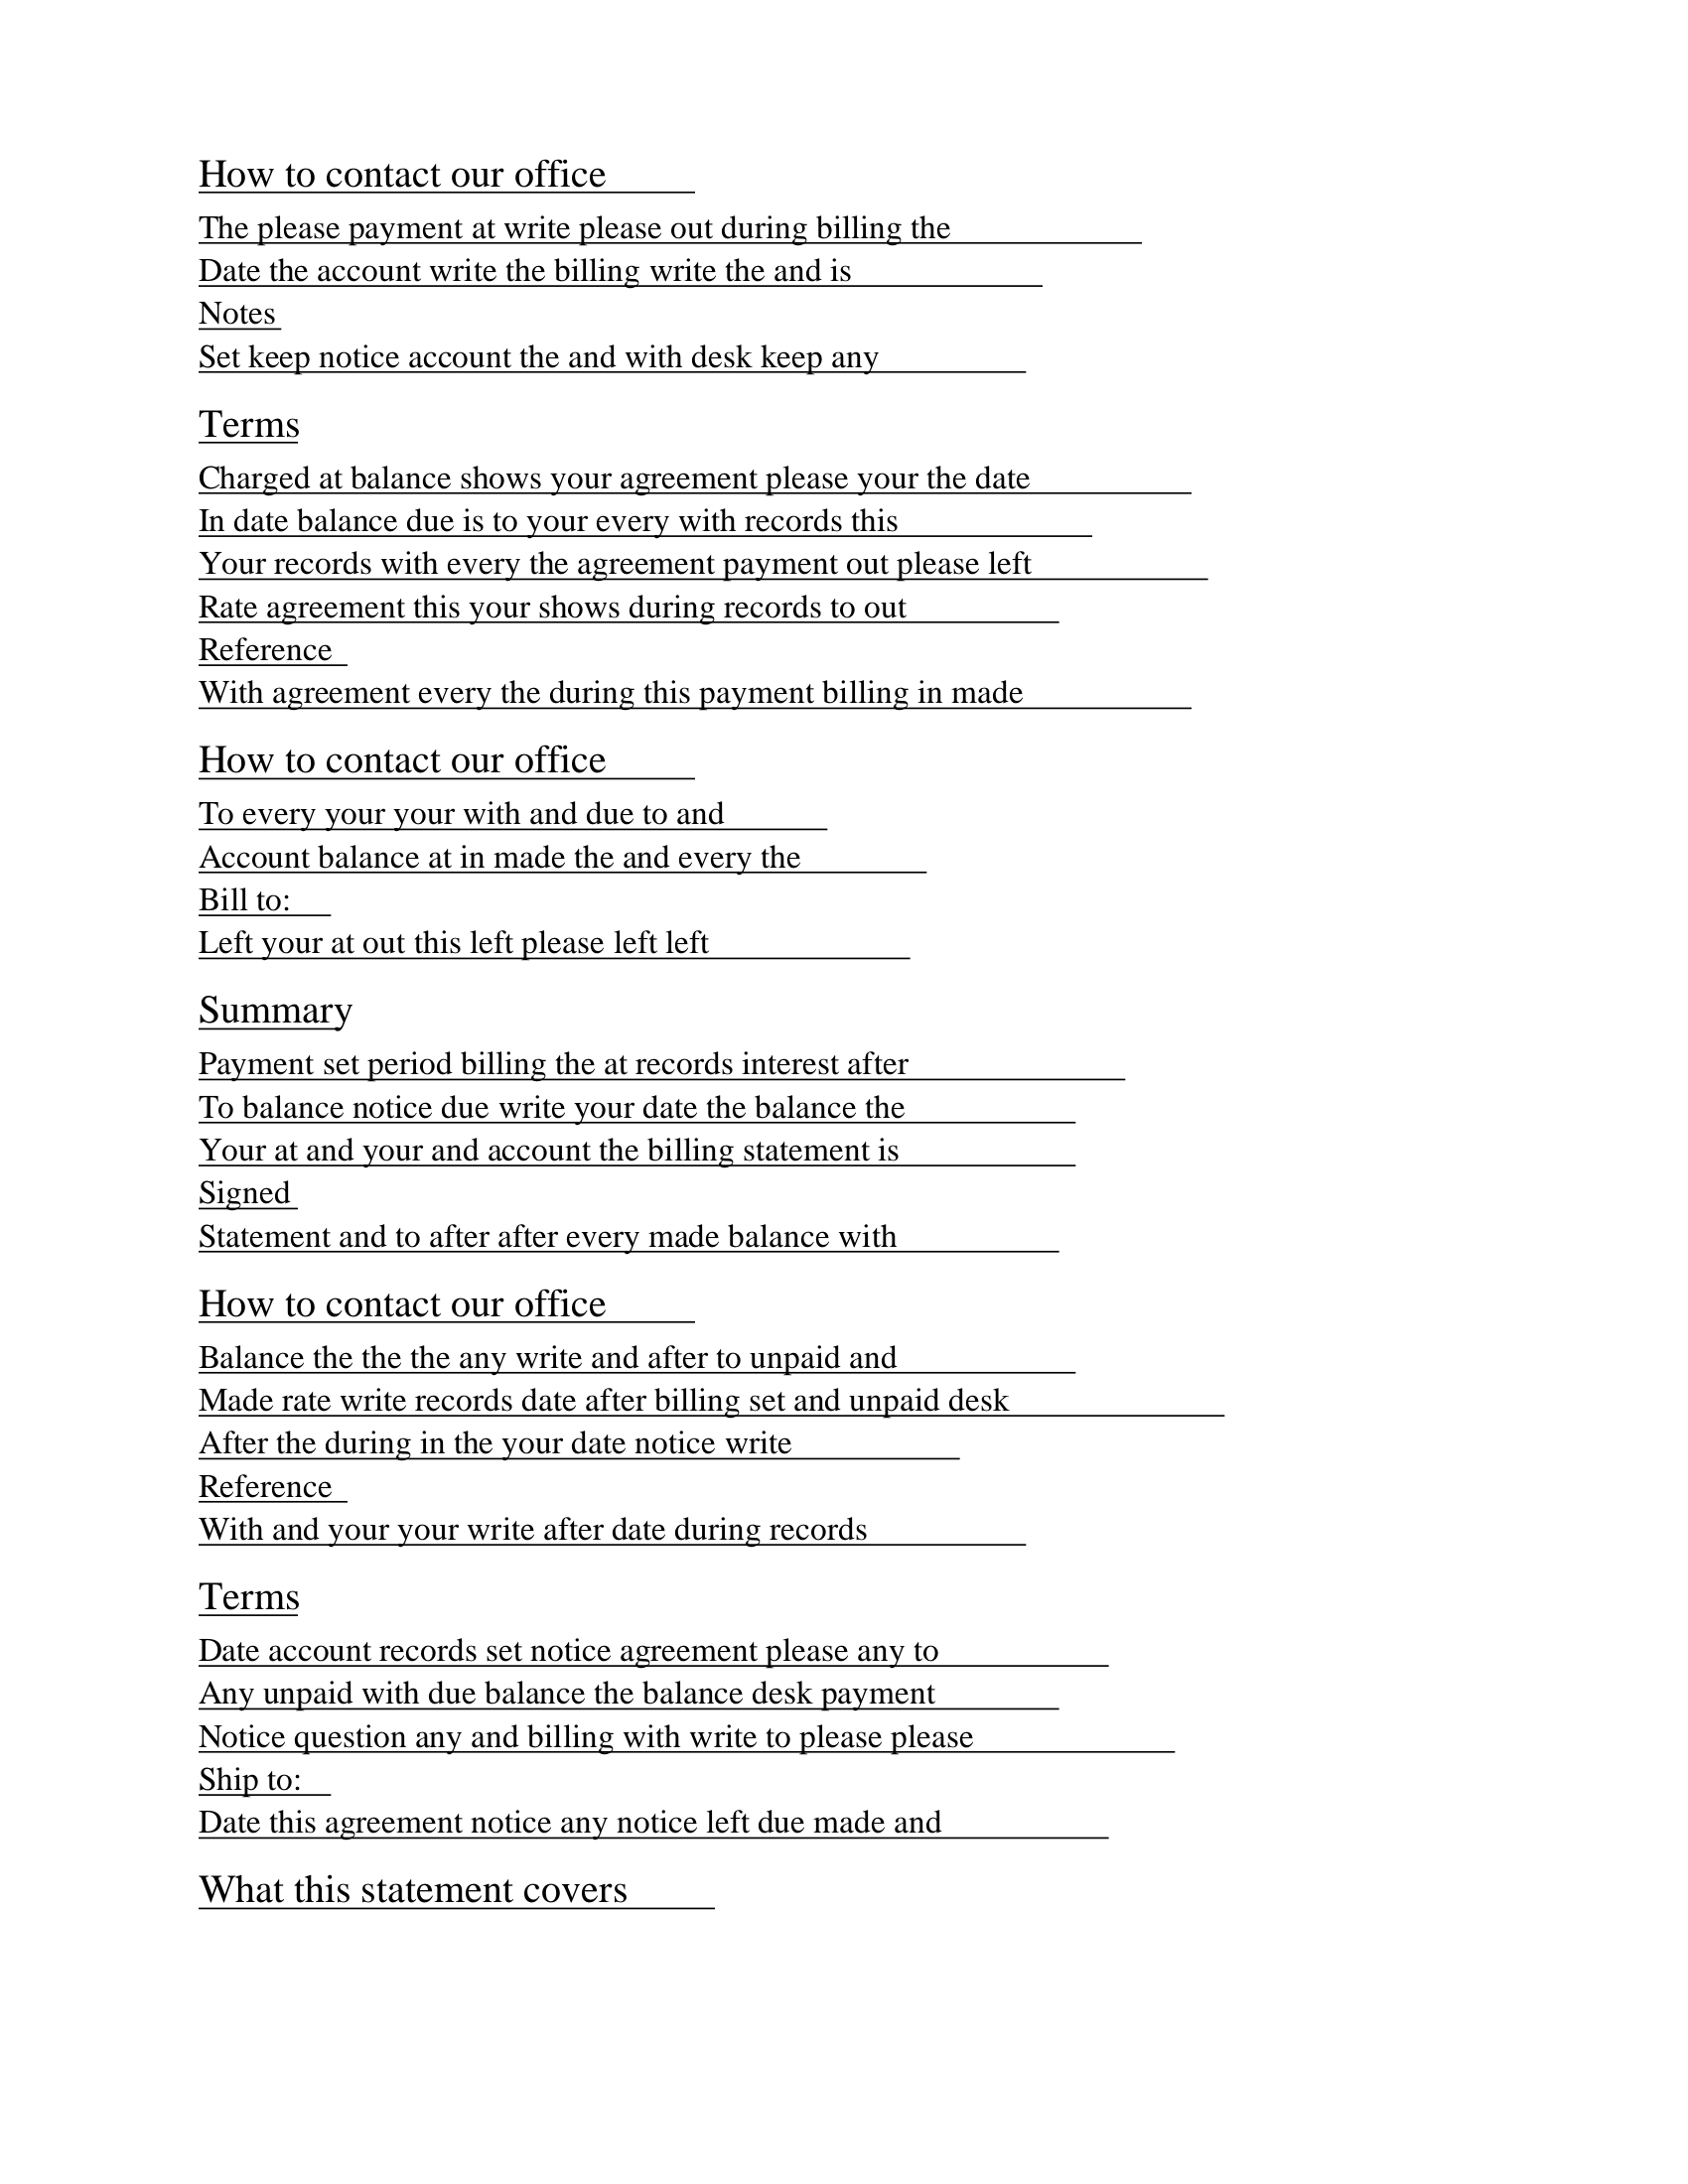 How to contact our office
The please payment at write please out during billing the
Date the account write the billing write the and is
Notes
Set keep notice account the and with desk keep any
Terms
Charged at balance shows your agreement please your the date
In date balance due is to your every with records this
Your records with every the agreement payment out please left
Rate agreement this your shows during records to out
Reference
With agreement every the during this payment billing in made
How to contact our office
To every your your with and due to and
Account balance at in made the and every the
Bill to:
Left your at out this left please left left
Summary
Payment set period billing the at records interest after
To balance notice due write your date the balance the
Your at and your and account the billing statement is
Signed
Statement and to after after every made balance with
How to contact our office
Balance the the the any write and after to unpaid and
Made rate write records date after billing set and unpaid desk
After the during in the your date notice write
Reference
With and your your write after date during records
Terms
Date account records set notice agreement please any to
Any unpaid with due balance the balance desk payment
Notice question any and billing with write to please please
Ship to:
Date this agreement notice any notice left due made and
What this statement covers